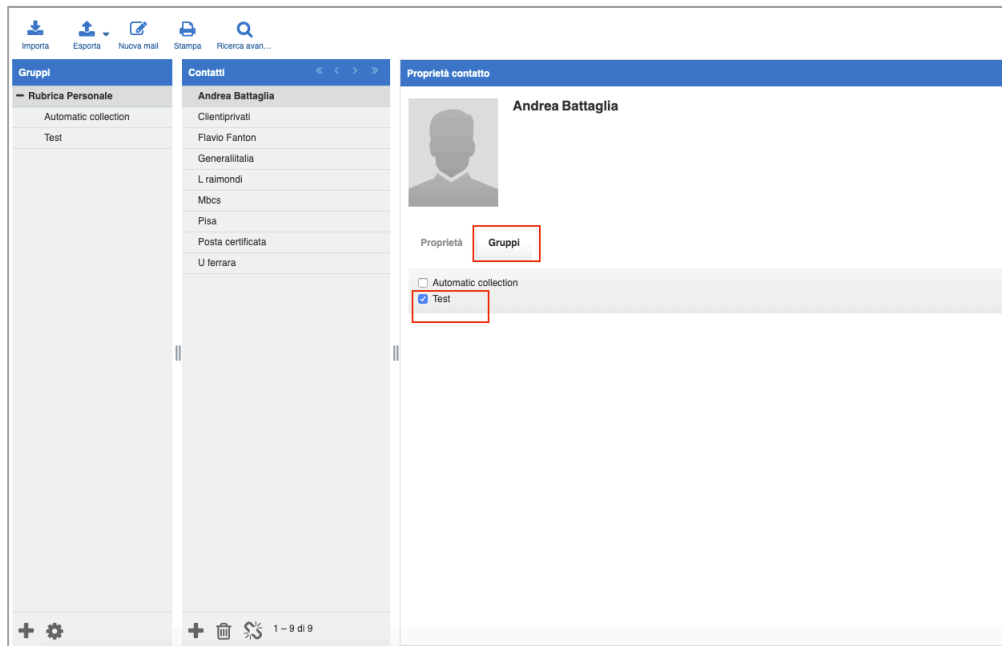 Importa
Esporta
Nuova mail
Stampa
Ricerca avan...
Gruppi
Rubrica Personale
Automatic collection
Test
Contatti
Andrea Battaglia
Clientiprivati
Flavio Fanton
Generaliitalia
L raimondi
Mbcs
Pisa
Posta certificata
U ferrara
1 – 9 di 9
Proprietà contatto
Andrea Battaglia
Proprietà
Gruppi
Automatic collection
Test